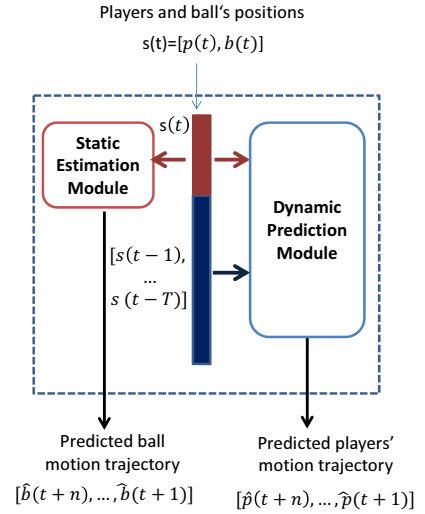 Players and ball's positions
s(t)=[p(t), b(t)]
s(t)
Static
Estimation
Module
Dynamic
Prediction
Module
[s(t − 1),
...
s (t − T)]
Predicted ball
motion trajectory
[b̂(t + n), ..., b̂(t + 1)]
Predicted players'
motion trajectory
[p̂(t + n), ..., p̂(t + 1)]